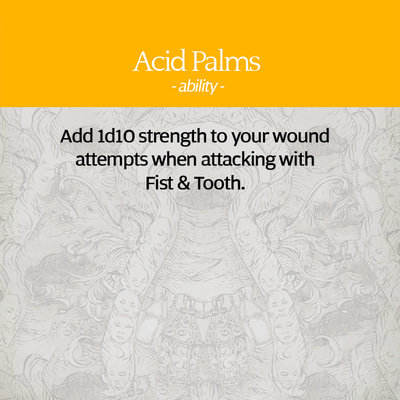 Acid Palms
- ability -
Add 1d10 strength to your wound
attempts when attacking with
Fist & Tooth.